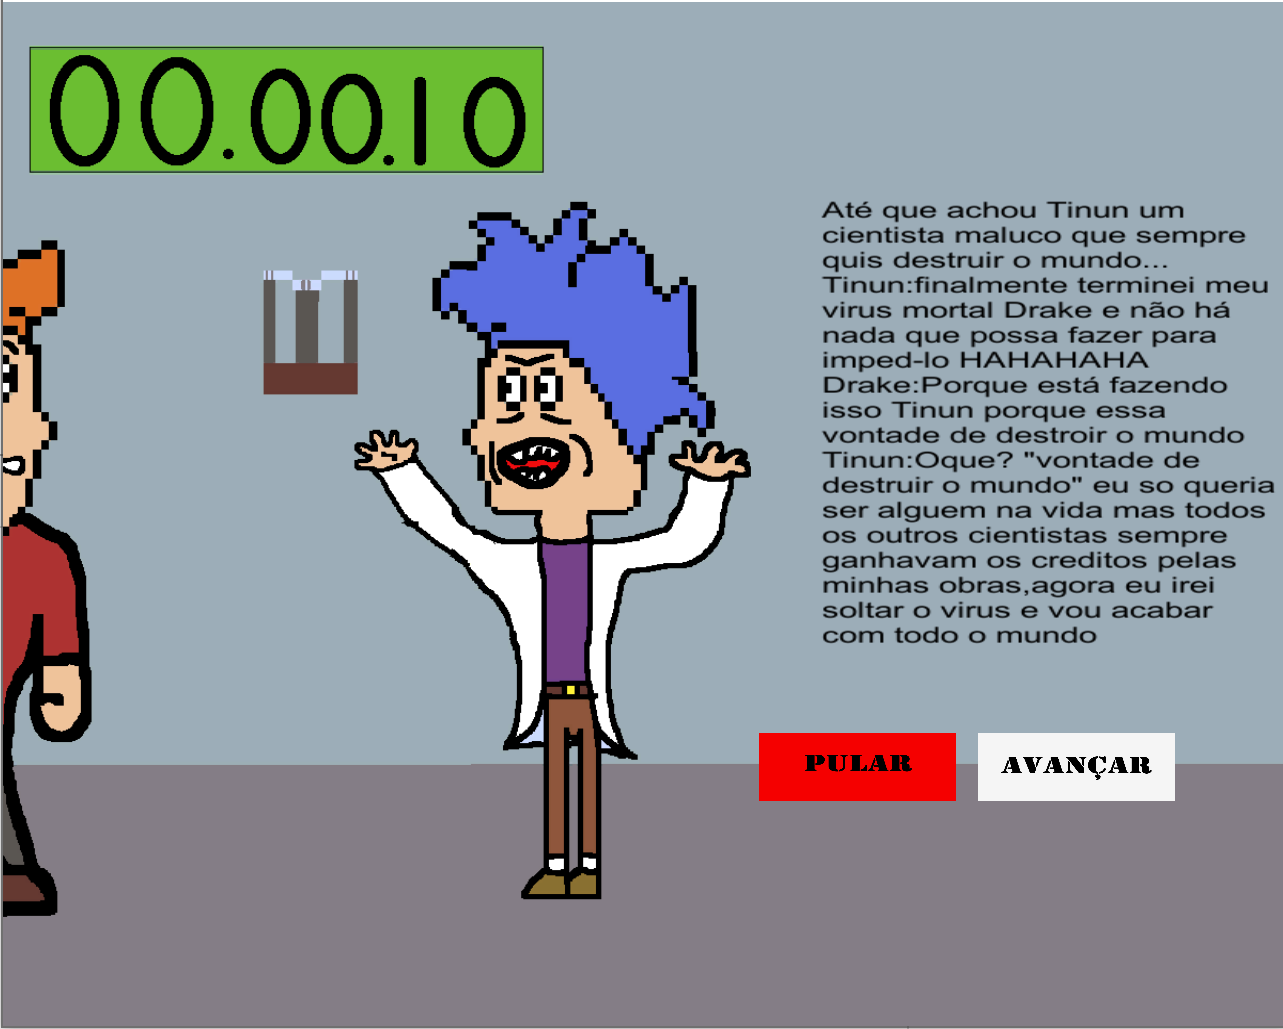 00.00.10
Até que achou Tinun um
cientista maluco que sempre
quis destruir o mundo...
Tinun:finalmente terminei meu
virus mortal Drake e não há
nada que possa fazer para
imped-lo HAHAHAHA
Drake:Porque está fazendo
isso Tinun porque essa
vontade de destroir o mundo
Tinun:Oque? "vontade de
destruir o mundo" eu so queria
ser alguem na vida mas todos
os outros cientistas sempre
ganhavam os creditos pelas
minhas obras,agora eu irei
soltar o virus e vou acabar
com todo o mundo
PULAR
AVANÇAR